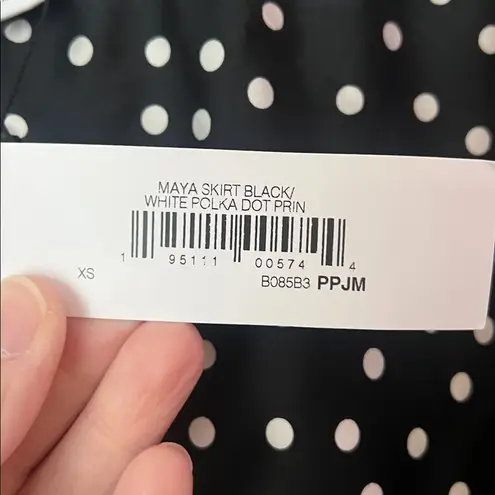 MAYA SKIRT BLACK/
WHITE POLKA DOT PRIN
1 95111 00574 4
XS
B085B3 PPJM